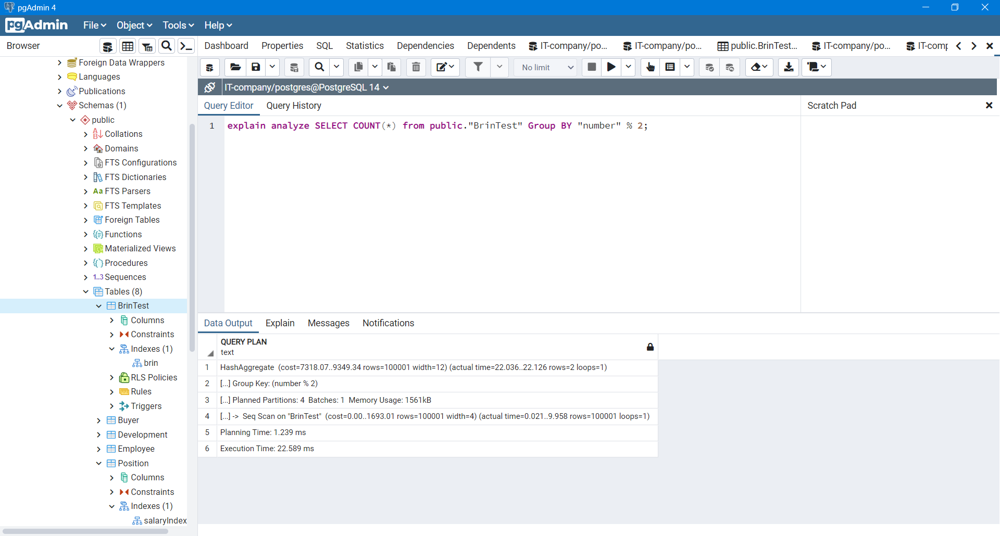 pgAdmin 4
pgAdmin File Object Tools Help
Browser
Dashboard Properties SQL Statistics Dependencies Dependents IT-company/po... IT-company/po... public.BrinTest... IT-company/po... IT-comp
No limit
IT-company/postgres@PostgreSQL 14
Query Editor Query History
Scratch Pad
1 explain analyze SELECT COUNT(*) from public."BrinTest" Group BY "number" % 2;
Foreign Data Wrappers
Languages
Publications
Schemas (1)
public
Collations
Domains
FTS Configurations
FTS Dictionaries
Aa FTS Parsers
FTS Templates
Foreign Tables
Functions
Materialized Views
Procedures
1..3 Sequences
Tables (8)
BrinTest
Columns
Constraints
Indexes (1)
brin
RLS Policies
Rules
Triggers
Buyer
Development
Employee
Position
Columns
Constraints
Indexes (1)
salaryIndex
Data Output Explain Messages Notifications
QUERY PLAN
text
1 HashAggregate (cost=7318.07..9349.34 rows=100001 width=12) (actual time=22.036..22.126 rows=2 loops=1)
2 [...] Group Key: (number % 2)
3 [...] Planned Partitions: 4 Batches: 1 Memory Usage: 1561kB
4 [...] -> Seq Scan on "BrinTest" (cost=0.00..1693.01 rows=100001 width=4) (actual time=0.021..9.958 rows=100001 loops=1)
5 Planning Time: 1.239 ms
6 Execution Time: 22.589 ms